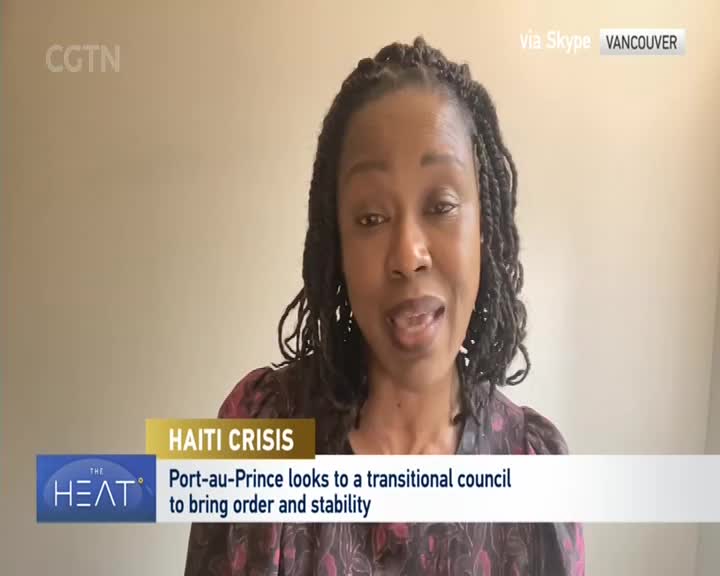 CGTN
via Skype VANCOUVER
HAITI CRISIS
THE
HEAT
Port-au-Prince looks to a transitional council
to bring order and stability